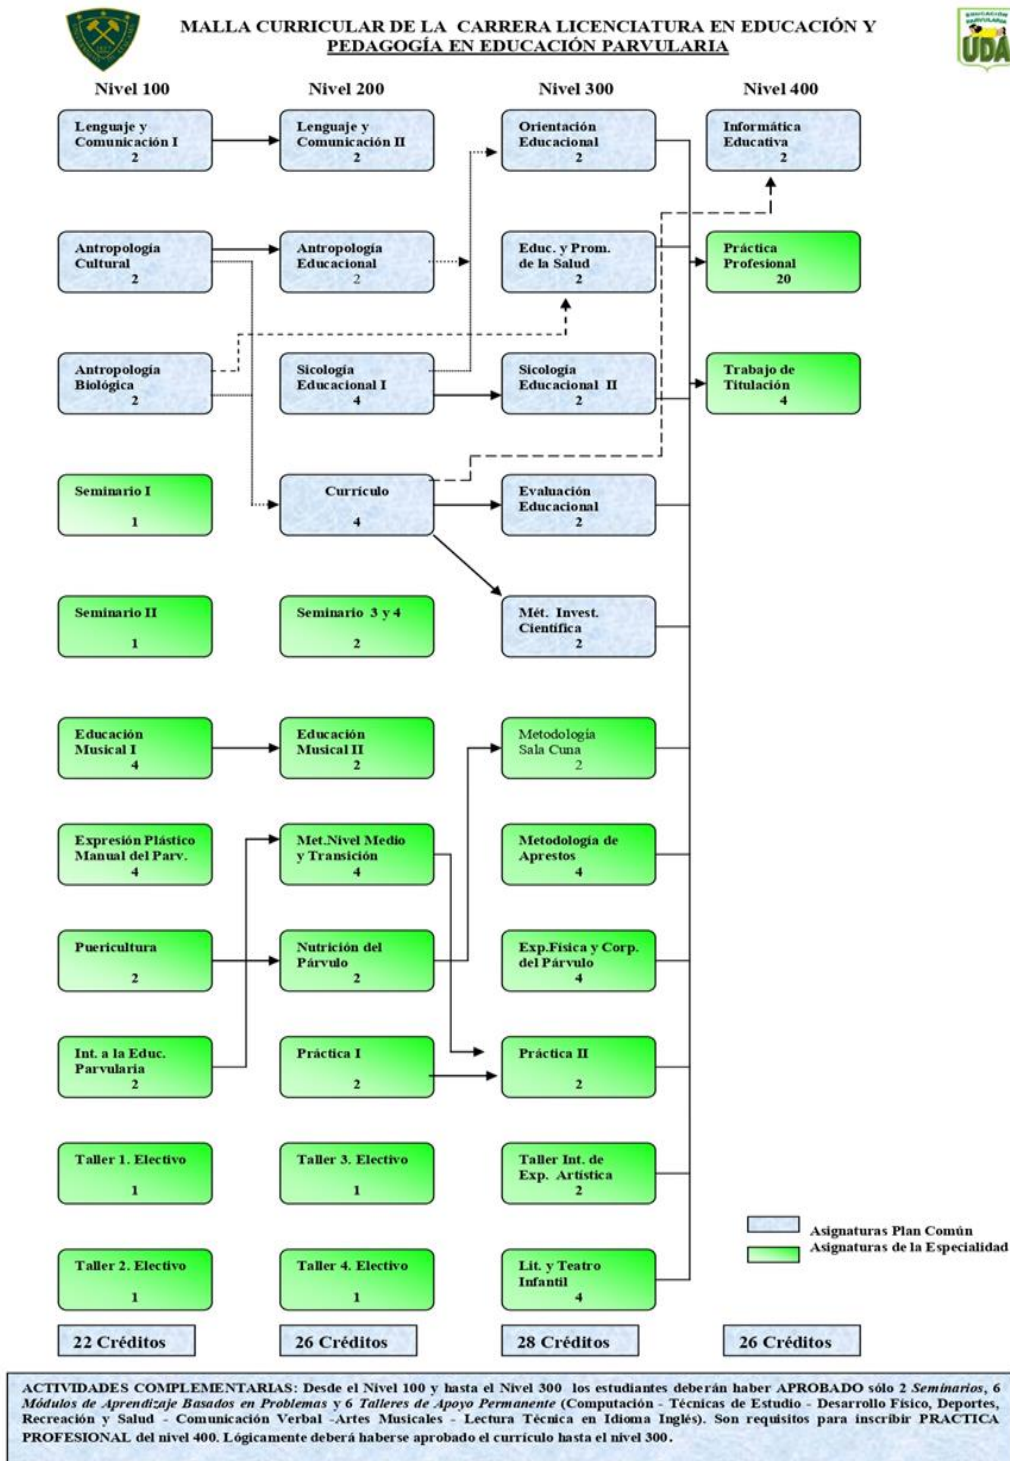 MALLA CURRICULAR DE LA CARRERA LICENCIATURA EN EDUCACIÓN Y
PEDAGOGÍA EN EDUCACIÓN PARVULARIA
EDUCACIÓN
PARVULARIA
UDA
Nivel 100
Nivel 200
Nivel 300
Nivel 400
Lenguaje y
Comunicación I
2
Lenguaje y
Comunicación II
2
Orientación
Educacional
2
Informática
Educativa
2
Antropología
Cultural
2
Antropología
Educacional
2
Educ. y Prom.
de la Salud
2
Práctica
Profesional
20
Antropología
Biológica
2
Sicología
Educacional I
4
Sicología
Educacional II
2
Trabajo de
Titulación
4
Seminario I
1
Currículo
4
Evaluación
Educacional
2
Seminario II
1
Seminario 3 y 4
2
Mét. Invest.
Científica
2
Educación
Musical I
4
Educación
Musical II
2
Metodología
Sala Cuna
2
Expresión Plástico
Manual del Parv.
4
Met.Nivel Medio
y Transición
4
Metodología de
Aprestos
4
Puericultura
2
Nutrición del
Párvulo
2
Exp.Física y Corp.
del Párvulo
4
Int. a la Educ.
Parvularia
2
Práctica I
2
Práctica II
2
Taller 1. Electivo
1
Taller 3. Electivo
1
Taller Int. de
Exp. Artística
2
Taller 2. Electivo
1
Taller 4. Electivo
1
Lit. y Teatro
Infantil
4
Asignaturas Plan Común
Asignaturas de la Especialidad
22 Créditos
26 Créditos
28 Créditos
26 Créditos
ACTIVIDADES COMPLEMENTARIAS: Desde el Nivel 100 y hasta el Nivel 300 los estudiantes deberán haber APROBADO sólo 2 Seminarios, 6
Módulos de Aprendizaje Basados en Problemas y 6 Talleres de Apoyo Permanente (Computación - Técnicas de Estudio - Desarrollo Físico, Deportes,
Recreación y Salud - Comunicación Verbal -Artes Musicales - Lectura Técnica en Idioma Inglés). Son requisitos para inscribir PRACTICA
PROFESIONAL del nivel 400. Lógicamente deberá haberse aprobado el currículo hasta el nivel 300.